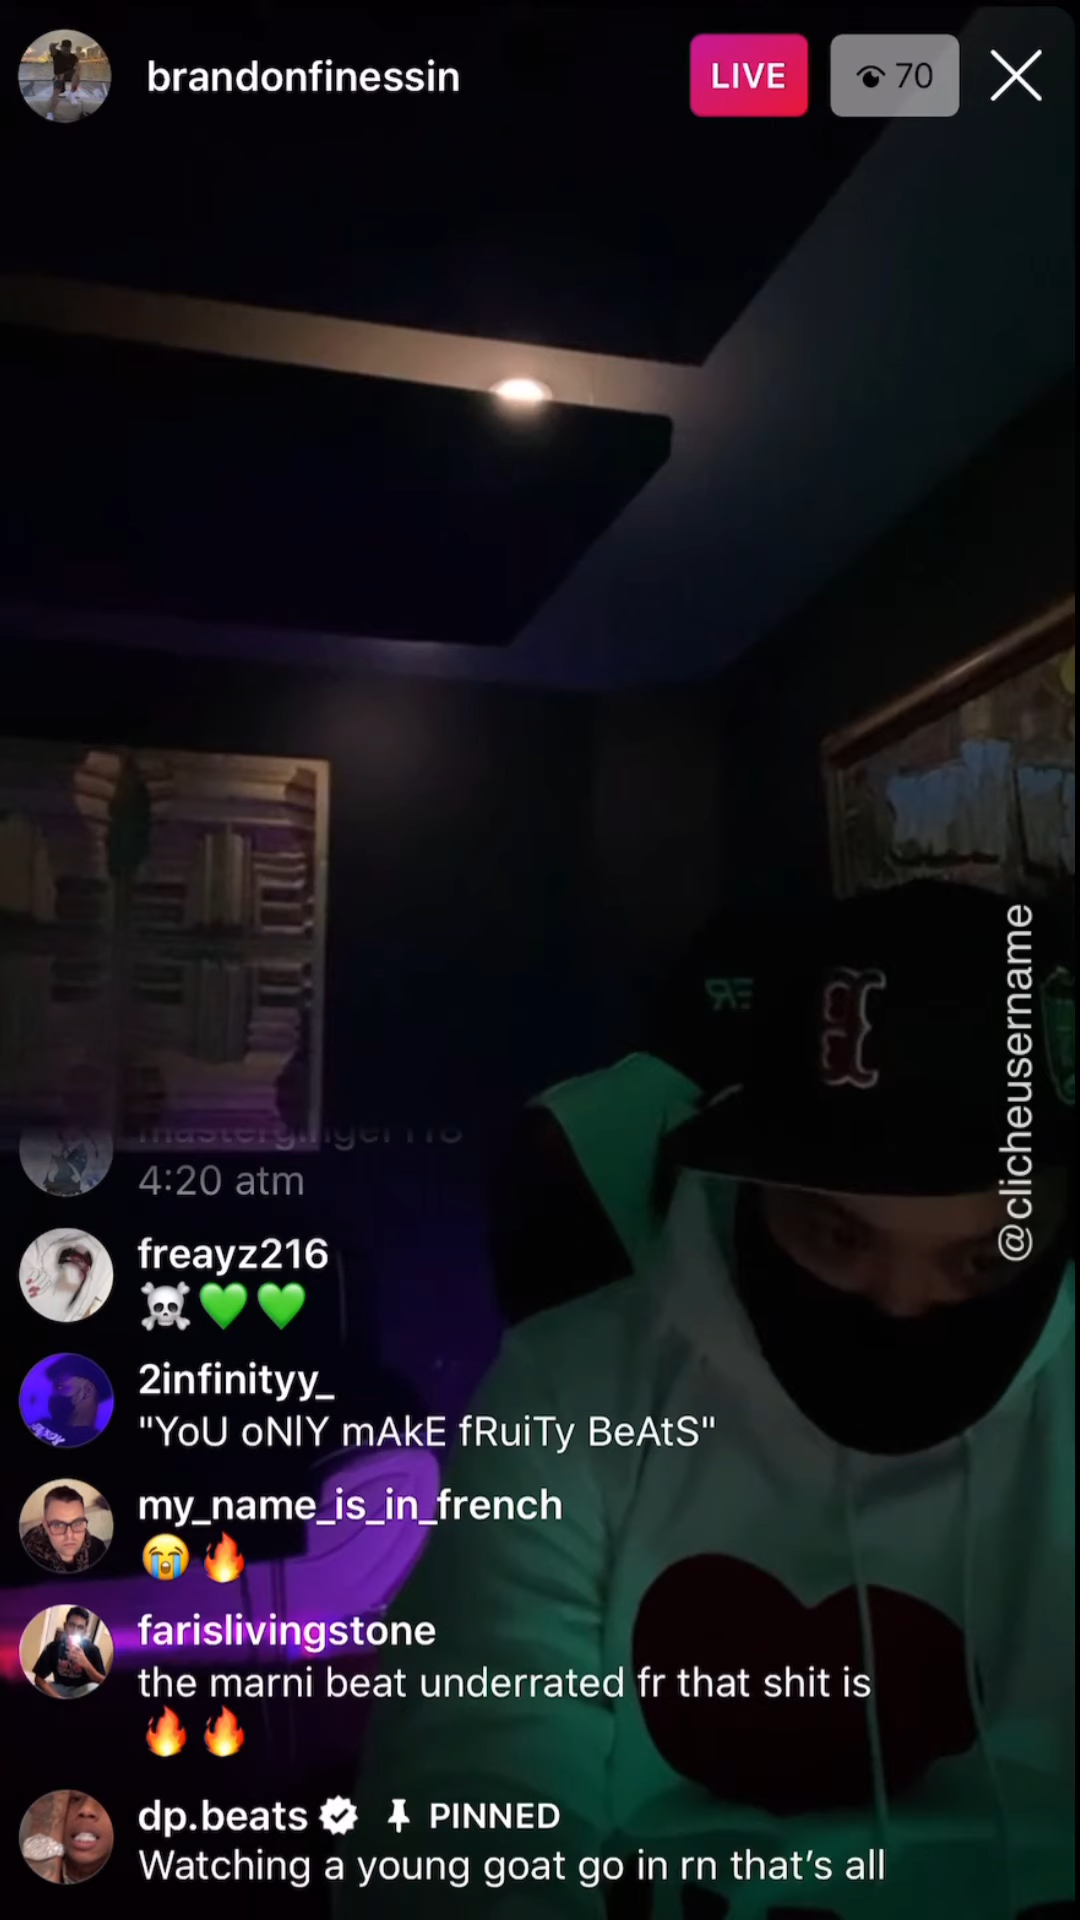 brandonfinessin
LIVE
70
@clicheusername
4:20 atm
freayz216
☠️💚💚
2infinityy_
"YoU oNlY mAkE fRuiTy BeAtS"
my_name_is_in_french
😭🔥
farislivingstone
the marni beat underrated fr that shit is
🔥🔥
dp.beats PINNED
Watching a young goat go in rn that’s all